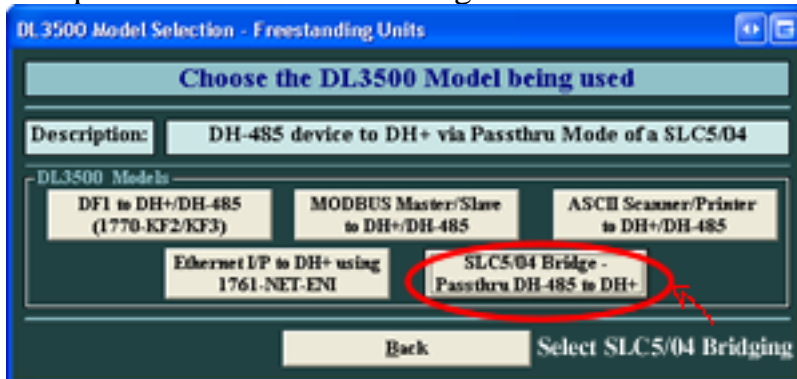 DL3500 Model Selection - Freestanding Units
Choose the DL3500 Model being used
Description: DH-485 device to DH+ via Passthru Mode of a SLC5/04
DL3500 Models
DF1 to DH+/DH-485
(1770-KF2/KF3)
MODBUS Master/Slave
to DH+/DH-485
ASCII Scanner/Printer
to DH+/DH-485
Ethernet I/P to DH+ using
1761-NET-ENI
SLC5/04 Bridge -
Passthru DH-485 to DH+
Back
Select SLC5/04 Bridging